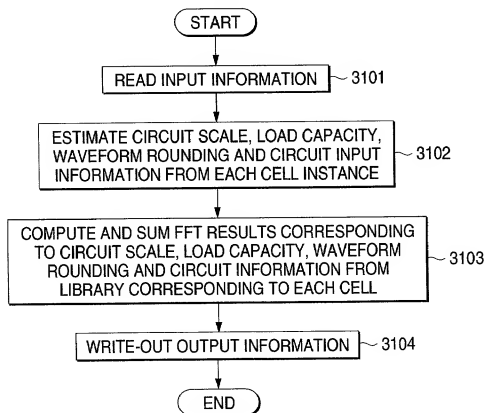 START
READ INPUT INFORMATION
3101
ESTIMATE CIRCUIT SCALE, LOAD CAPACITY,
WAVEFORM ROUNDING AND CIRCUIT INPUT
INFORMATION FROM EACH CELL INSTANCE
3102
COMPUTE AND SUM FFT RESULTS CORRESPONDING
TO CIRCUIT SCALE, LOAD CAPACITY, WAVEFORM
ROUNDING AND CIRCUIT INFORMATION FROM
LIBRARY CORRESPONDING TO EACH CELL
3103
WRITE-OUT OUTPUT INFORMATION
3104
END